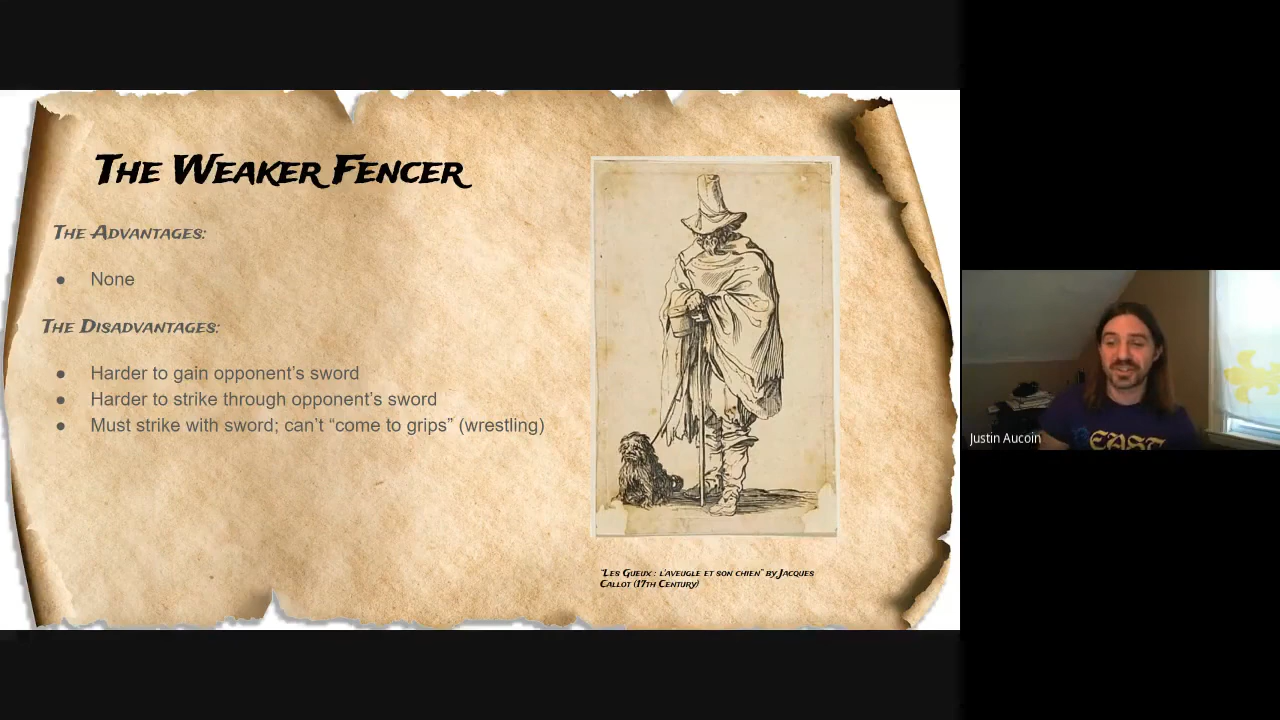 The Weaker Fencer
The Advantages:
● None
The Disadvantages:
● Harder to gain opponent's sword
● Harder to strike through opponent's sword
● Must strike with sword; can't “come to grips” (wrestling)
"Les Gueux : l'aveugle et son chien" by Jacques
Callot (17th Century)
Justin Aucoin
EAST